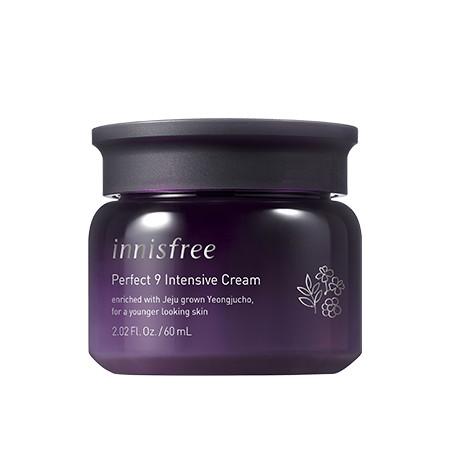 innisfree
Perfect 9 Intensive Cream
enriched with Jeju grown Yeongjucho,
for a younger looking skin
2.02 Fl. Oz. / 60 mL